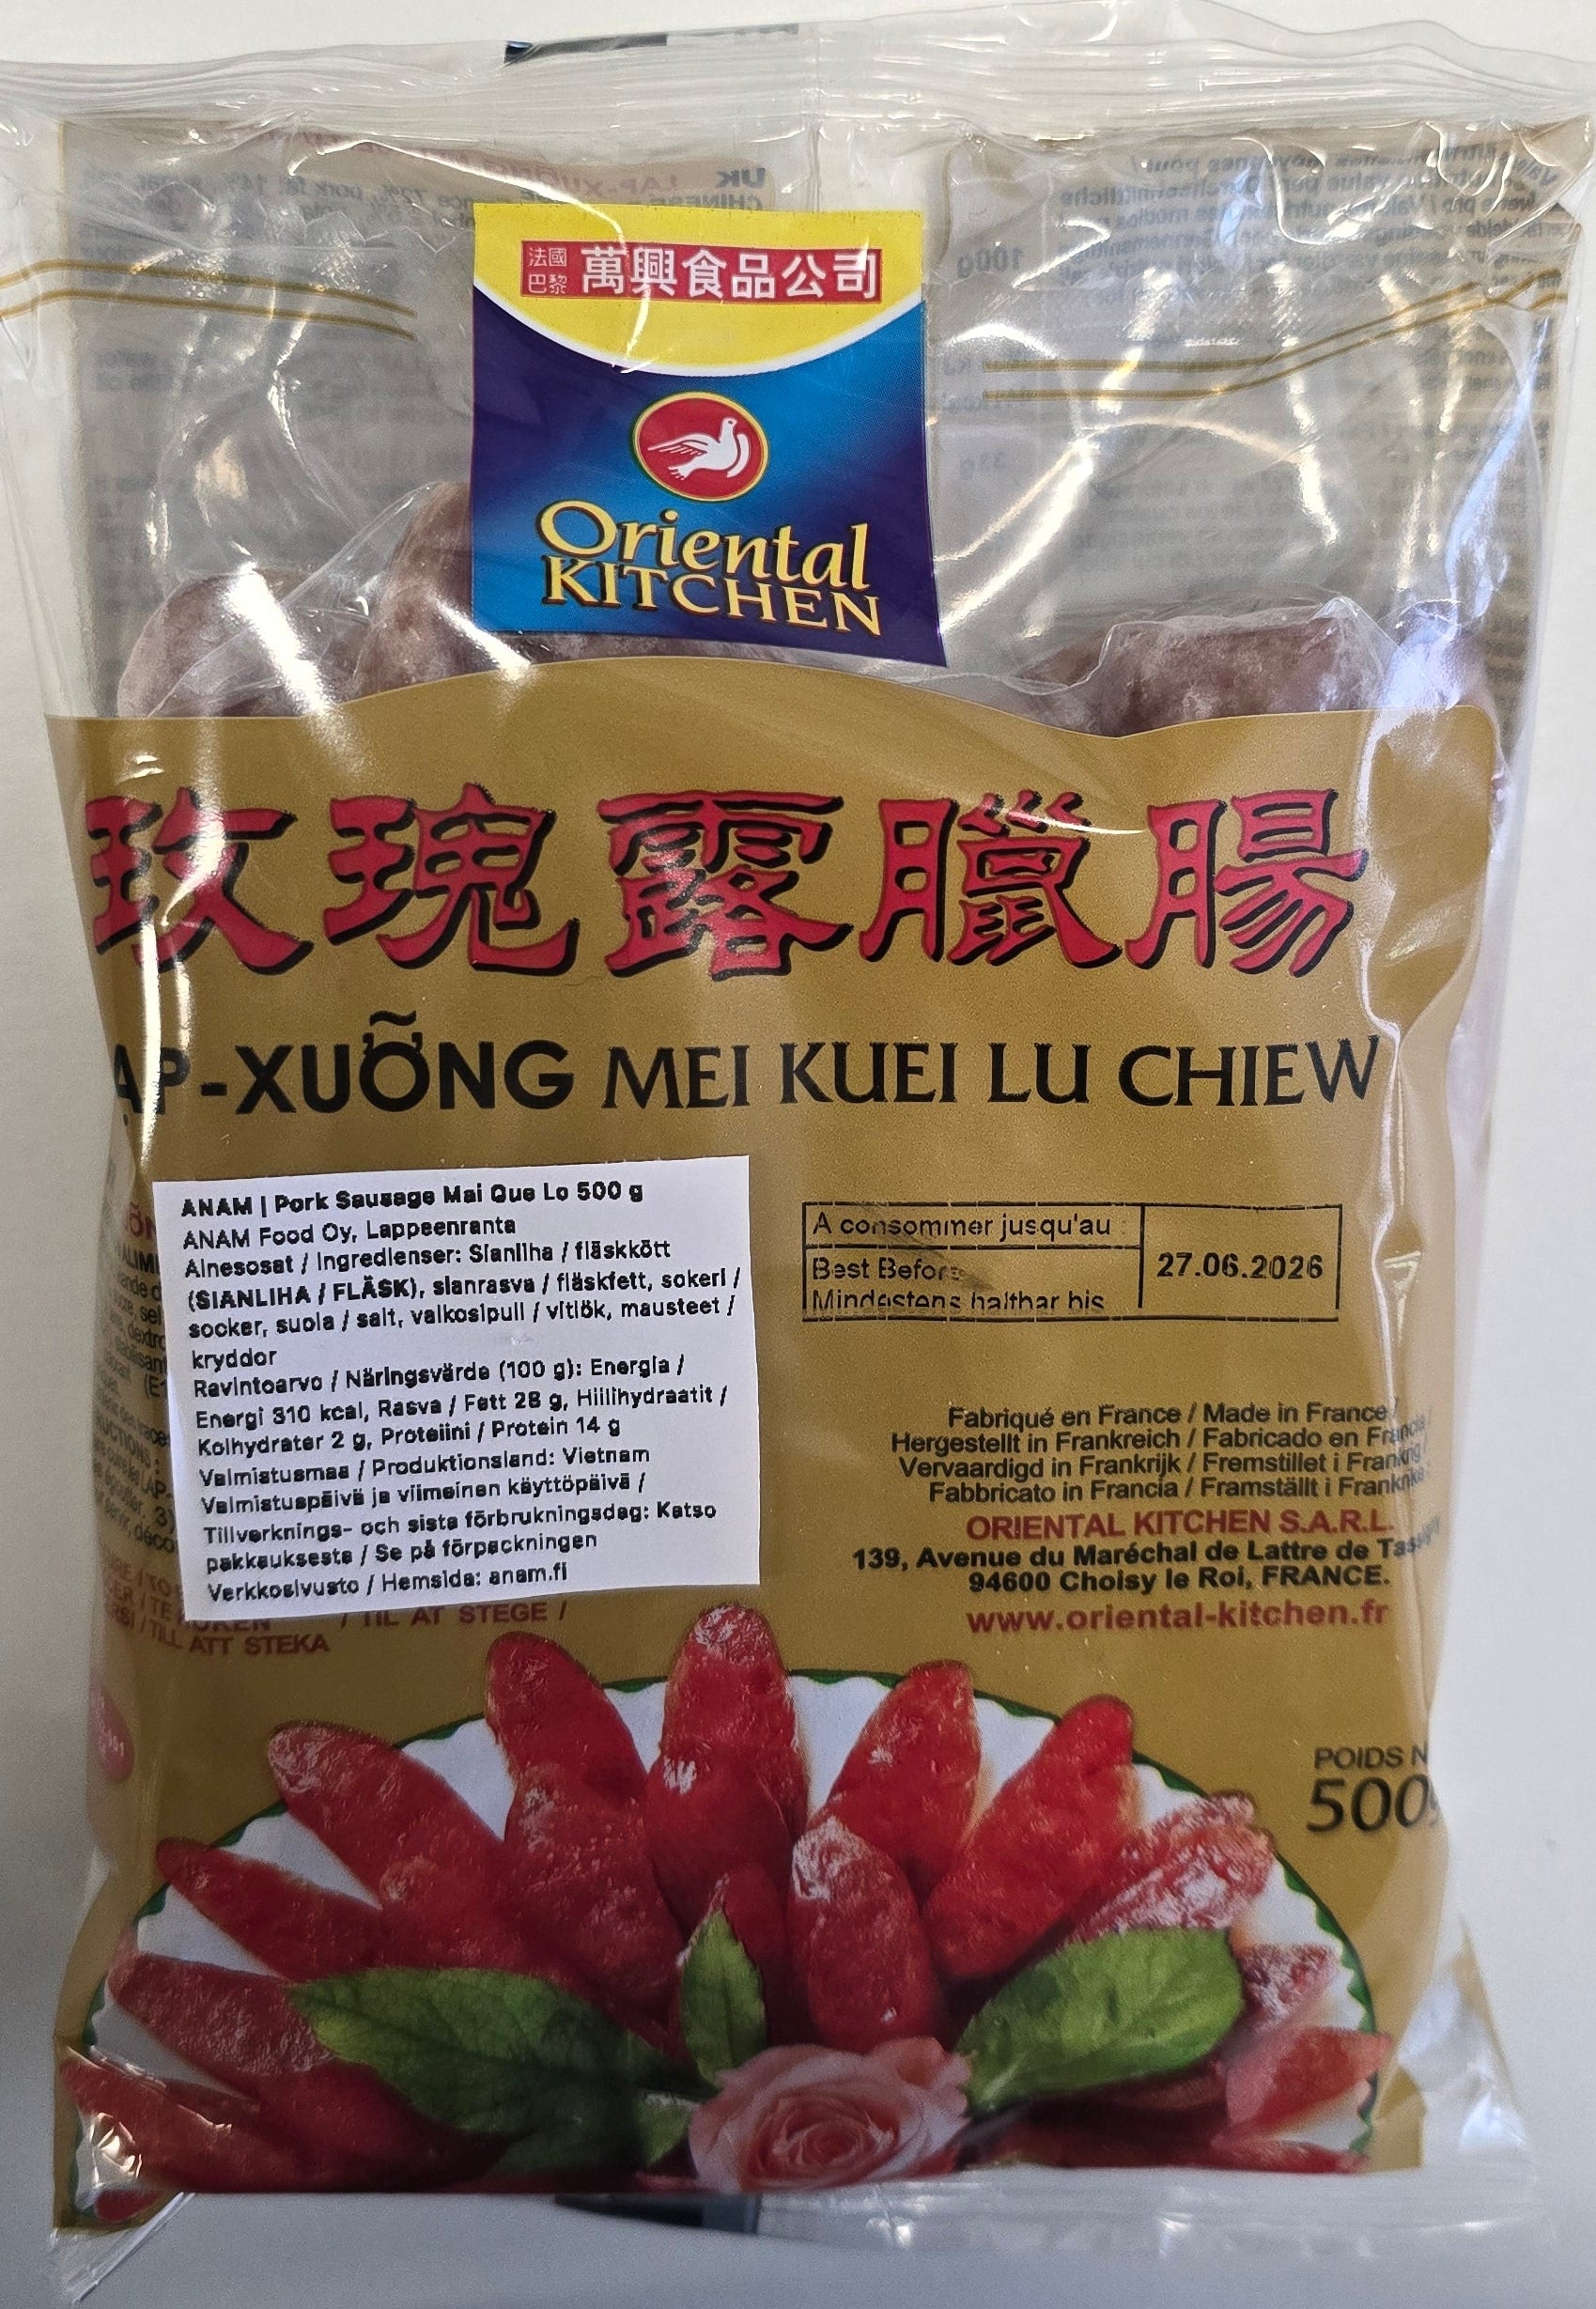 UK LAP-XUONG
CHINESE
100g
法國
巴黎
萬興食品公司
Oriental
KITCHEN
玫瑰露臘腸
ẠP-XUỠNG MEI KUEI LU CHIEW
ANAM | Pork Sausage Mai Que Lo 500 g
ANAM Food Oy, Lappeenranta
Ainesosat / Ingredienser: Sianliha / fläskkött
(SIANLIHA / FLÄSK), sianrasva / fläskfett, sokeri /
socker, suola / salt, valkosipuli / vitlök, mausteet /
kryddor
Ravintoarvo / Näringsvärde (100 g): Energia /
Energi 310 kcal, Rasva / Fett 28 g, Hiilihydraatit /
Kolhydrater 2 g, Proteiini / Protein 14 g
Valmistusmaa / Produktionsland: Vietnam
Valmistuspäivä ja viimeinen käyttöpäivä /
Tillverknings- och sista förbrukningsdag: Katso
pakkauksesta / Se på förpackningen
Verkkosivusto / Hemsida: anam.fi
/ TIL AT STEGE /
/ TILL ATT STEKA
A consommer jusqu'au :
Best Before
Mindestens haltbar bis
27.06.2026
Fabriqué en France / Made in France /
Hergestellt in Frankreich / Fabricado en Francia /
Vervaardigd in Frankrijk / Fremstillet i Frankrig /
Fabbricato in Francia / Framställt i Frankrike
ORIENTAL KITCHEN S.A.R.L.
139, Avenue du Maréchal de Lattre de Tassigny
94600 Choisy le Roi, FRANCE.
www.oriental-kitchen.fr
POIDS N
500g